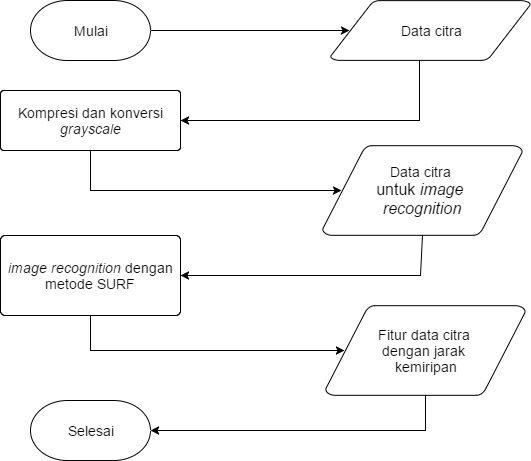 Mulai
Data citra
Kompresi dan konversi
grayscale
Data citra
untuk image
recognition
image recognition dengan
metode SURF
Fitur data citra
dengan jarak
kemiripan
Selesai